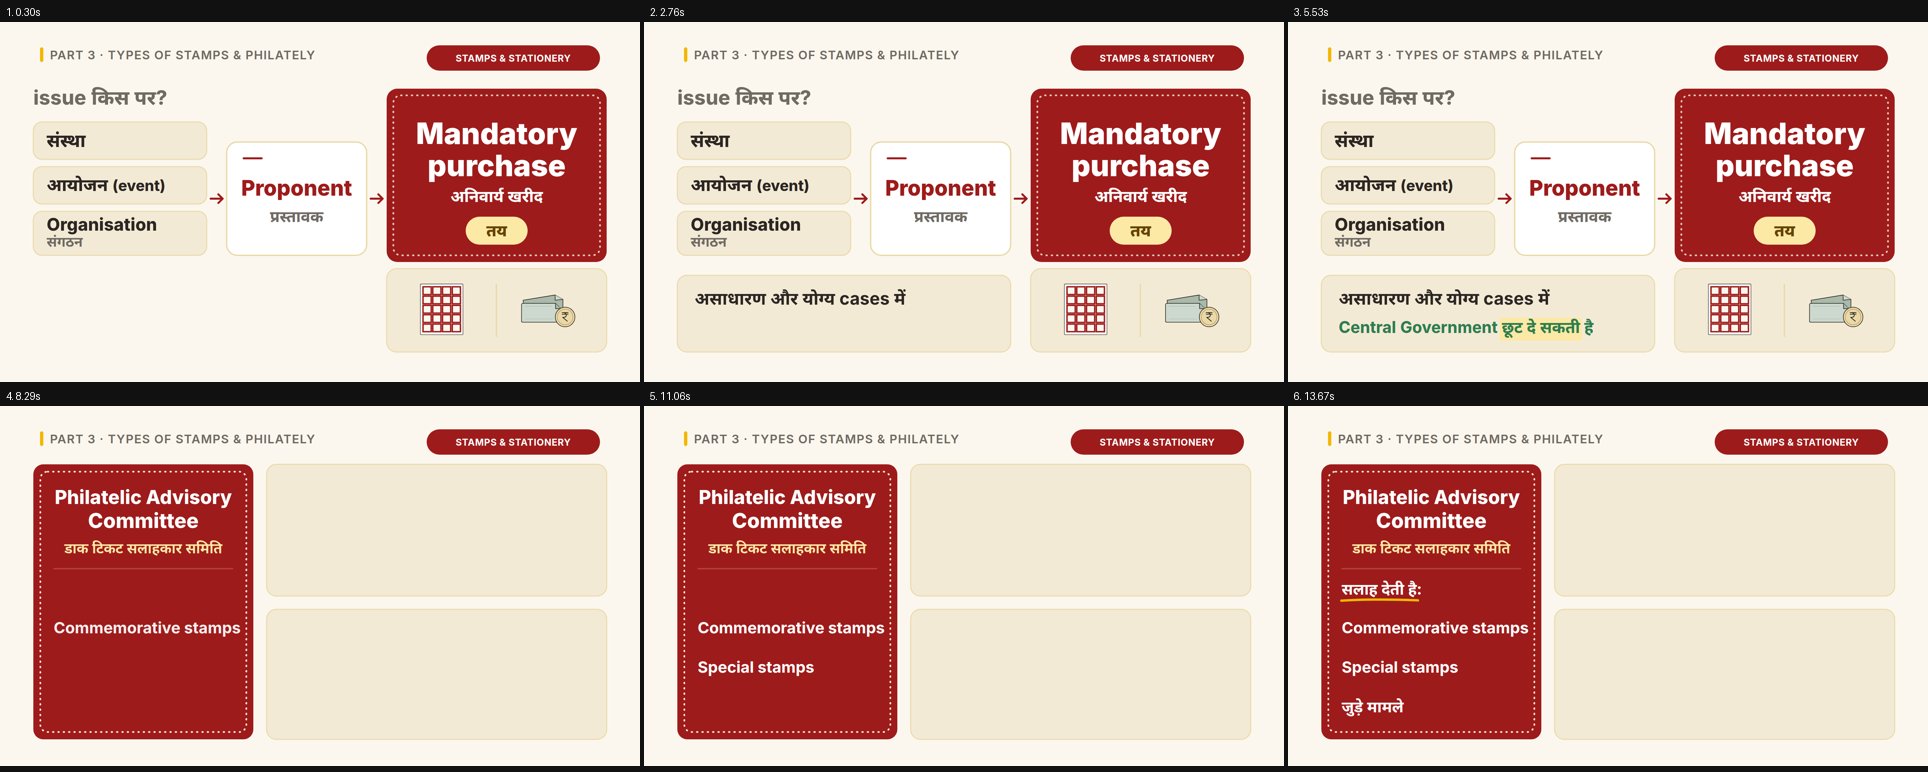 1. 0.30s
PART 3 · TYPES OF STAMPS & PHILATELY
STAMPS & STATIONERY
issue किस पर?
संस्था
आयोजन (event)
Organisation
संगठन
Proponent
प्रस्तावक
Mandatory
purchase
अनिवार्य खरीद
तय
₹
2. 2.76s
PART 3 · TYPES OF STAMPS & PHILATELY
STAMPS & STATIONERY
issue किस पर?
संस्था
आयोजन (event)
Organisation
संगठन
Proponent
प्रस्तावक
Mandatory
purchase
अनिवार्य खरीद
तय
असाधारण और योग्य cases में
₹
3. 5.53s
PART 3 · TYPES OF STAMPS & PHILATELY
STAMPS & STATIONERY
issue किस पर?
संस्था
आयोजन (event)
Organisation
संगठन
Proponent
प्रस्तावक
Mandatory
purchase
अनिवार्य खरीद
तय
असाधारण और योग्य cases में
Central Government छूट दे सकती है
₹
4. 8.29s
PART 3 · TYPES OF STAMPS & PHILATELY
STAMPS & STATIONERY
Philatelic Advisory
Committee
डाक टिकट सलाहकार समिति
Commemorative stamps
5. 11.06s
PART 3 · TYPES OF STAMPS & PHILATELY
STAMPS & STATIONERY
Philatelic Advisory
Committee
डाक टिकट सलाहकार समिति
Commemorative stamps
Special stamps
6. 13.67s
PART 3 · TYPES OF STAMPS & PHILATELY
STAMPS & STATIONERY
Philatelic Advisory
Committee
डाक टिकट सलाहकार समिति
सलाह देती है:
Commemorative stamps
Special stamps
जुड़े मामले